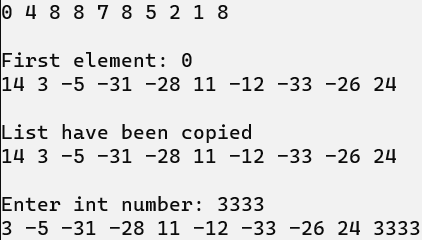 0 4 8 8 7 8 5 2 1 8
First element: 0
14 3 -5 -31 -28 11 -12 -33 -26 24
List have been copied
14 3 -5 -31 -28 11 -12 -33 -26 24
Enter int number: 3333
3 -5 -31 -28 11 -12 -33 -26 24 3333